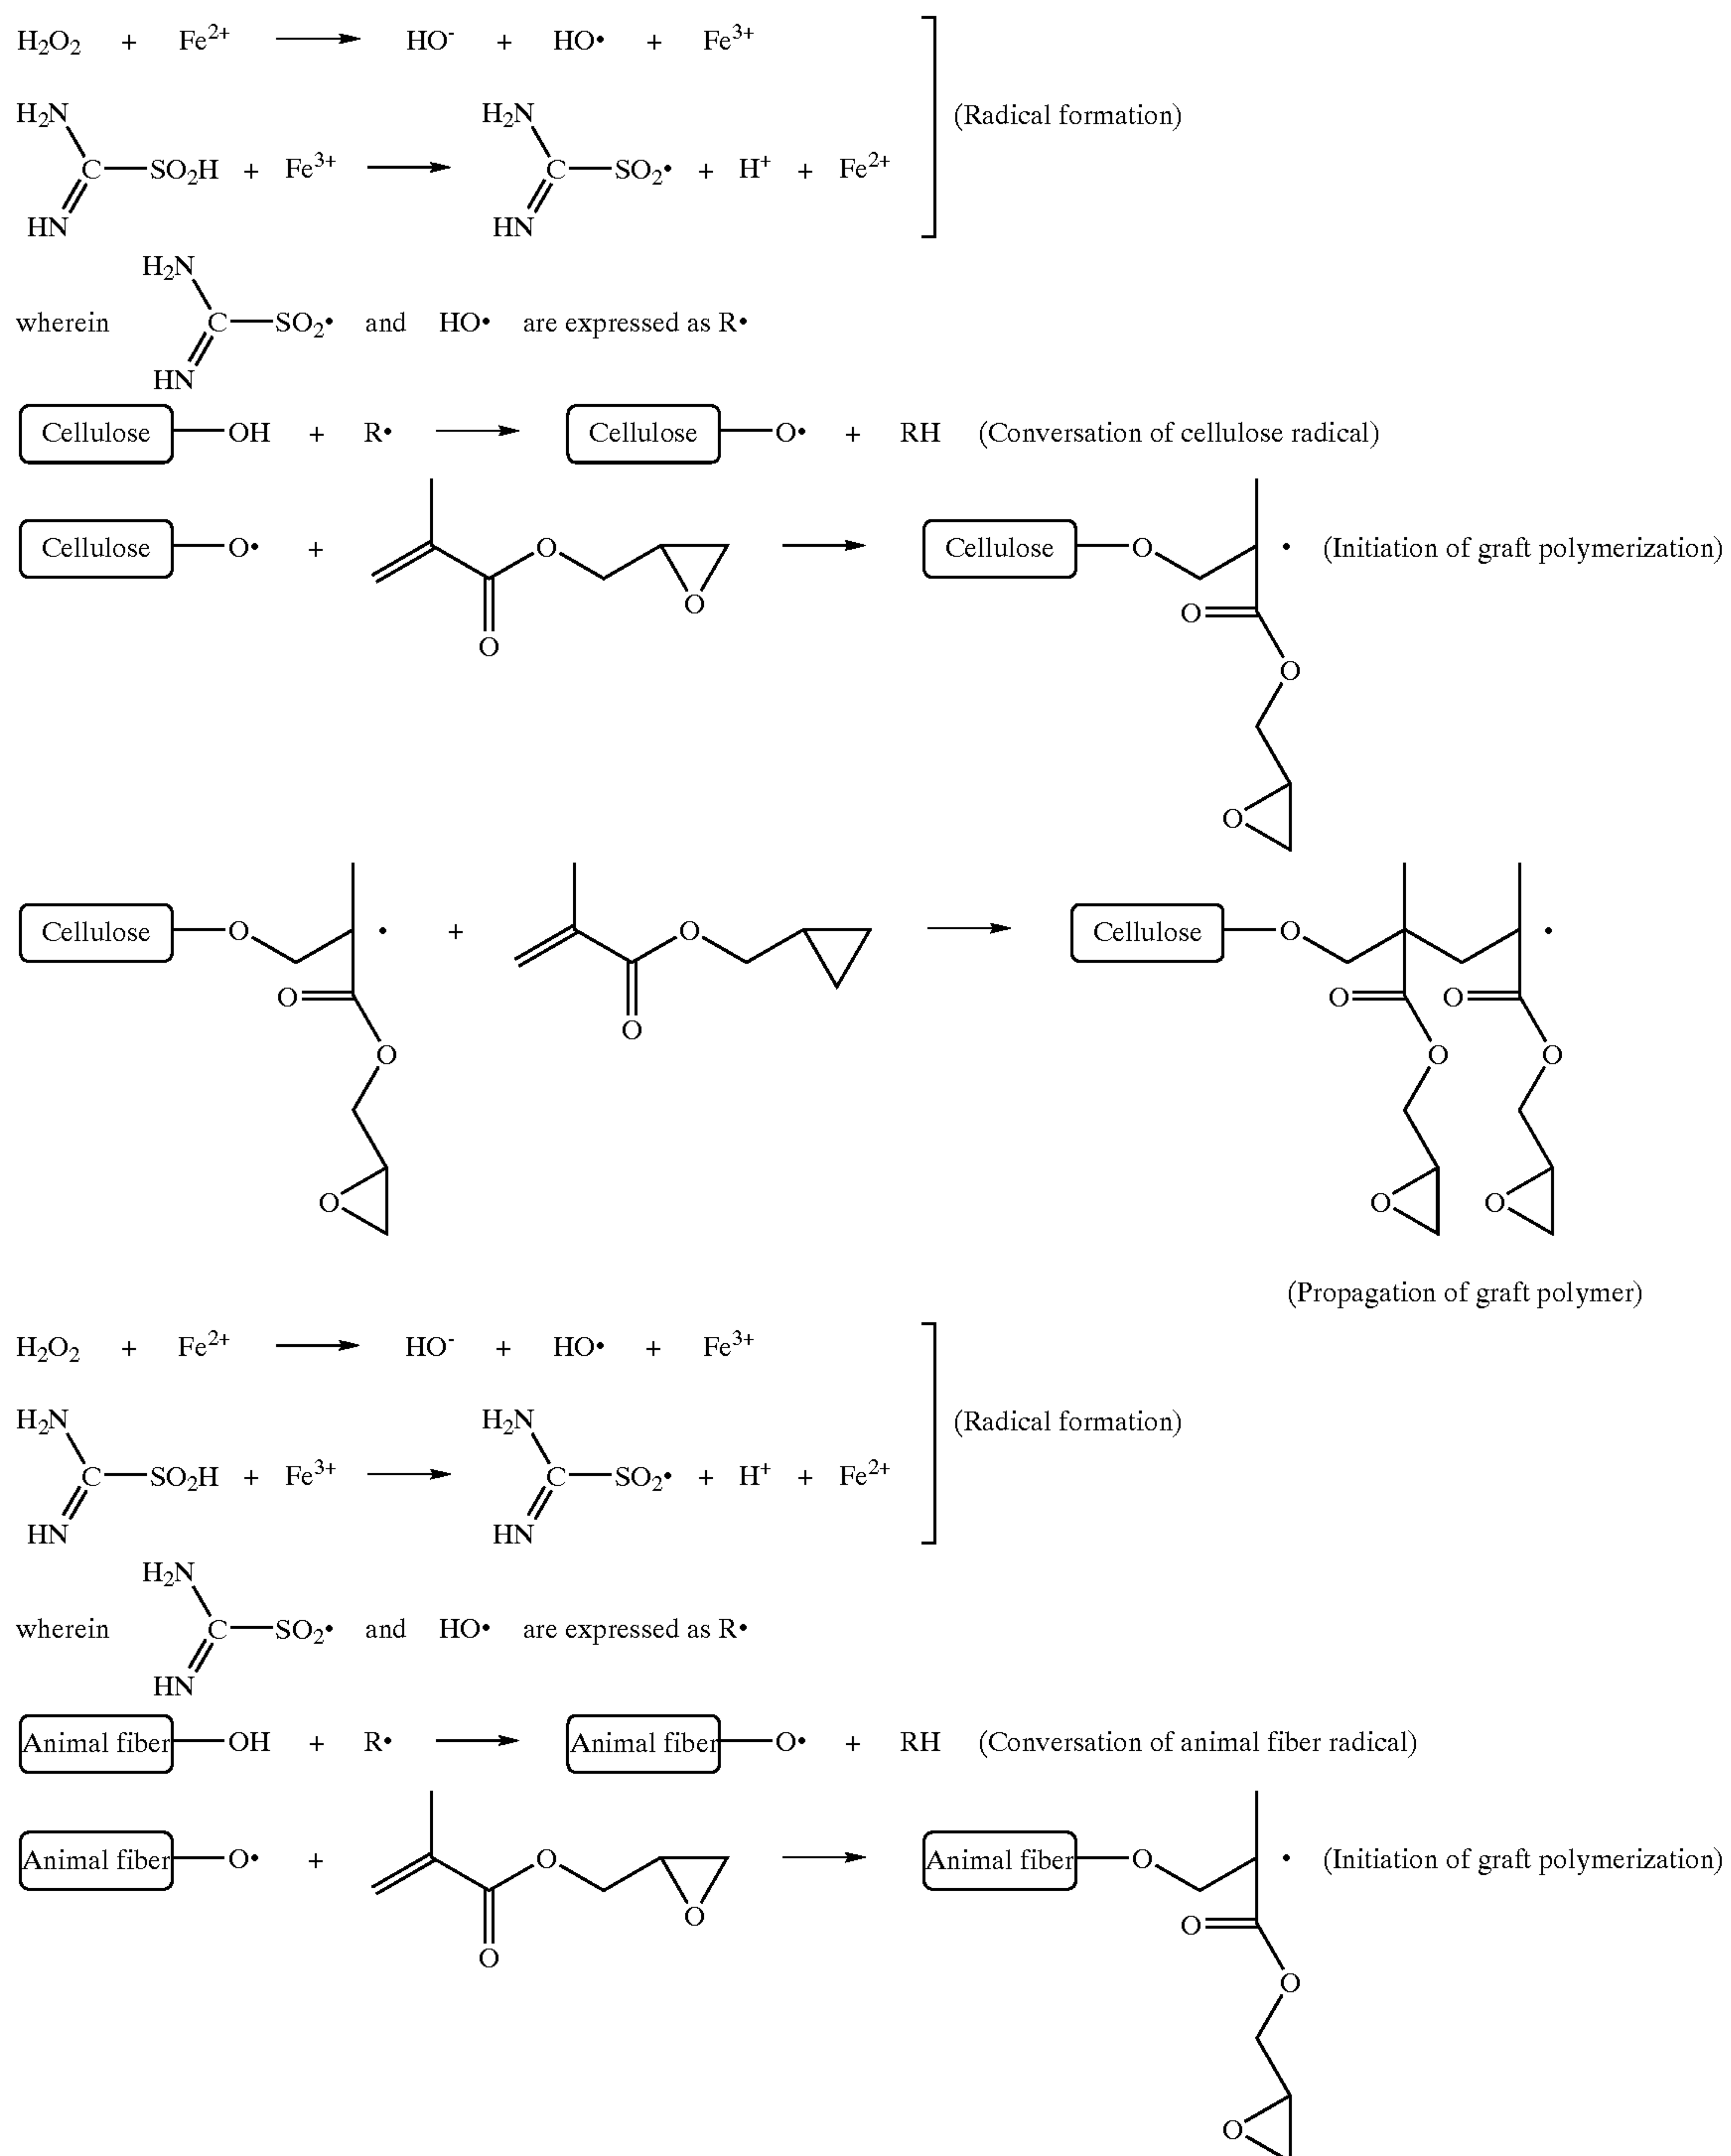 H₂O₂ + Fe²⁺ ⟶ HO⁻ + HO• + Fe³⁺
(Radical formation)
H₂N
C—SO₂H + Fe³⁺ ⟶ C—SO₂• + H⁺ + Fe²⁺
HN
H₂N
HN
wherein H₂N C—SO₂• HN and HO• are expressed as R•
Cellulose—OH + R• ⟶ Cellulose—O• + RH (Conversation of cellulose radical)
Cellulose—O• + O O O ⟶ Cellulose—O • (Initiation of graft polymerization)
O
O
O
Cellulose—O • + O O ⟶ Cellulose—O •
O
O
O
O O
O O
O O
(Propagation of graft polymer)
H₂O₂ + Fe²⁺ ⟶ HO⁻ + HO• + Fe³⁺
(Radical formation)
H₂N
C—SO₂H + Fe³⁺ ⟶ C—SO₂• + H⁺ + Fe²⁺
HN
H₂N
HN
wherein H₂N C—SO₂• HN and HO• are expressed as R•
Animal fiber—OH + R• ⟶ Animal fiber—O• + RH (Conversation of animal fiber radical)
Animal fiber—O• + O O O ⟶ Animal fiber—O • (Initiation of graft polymerization)
O
O
O